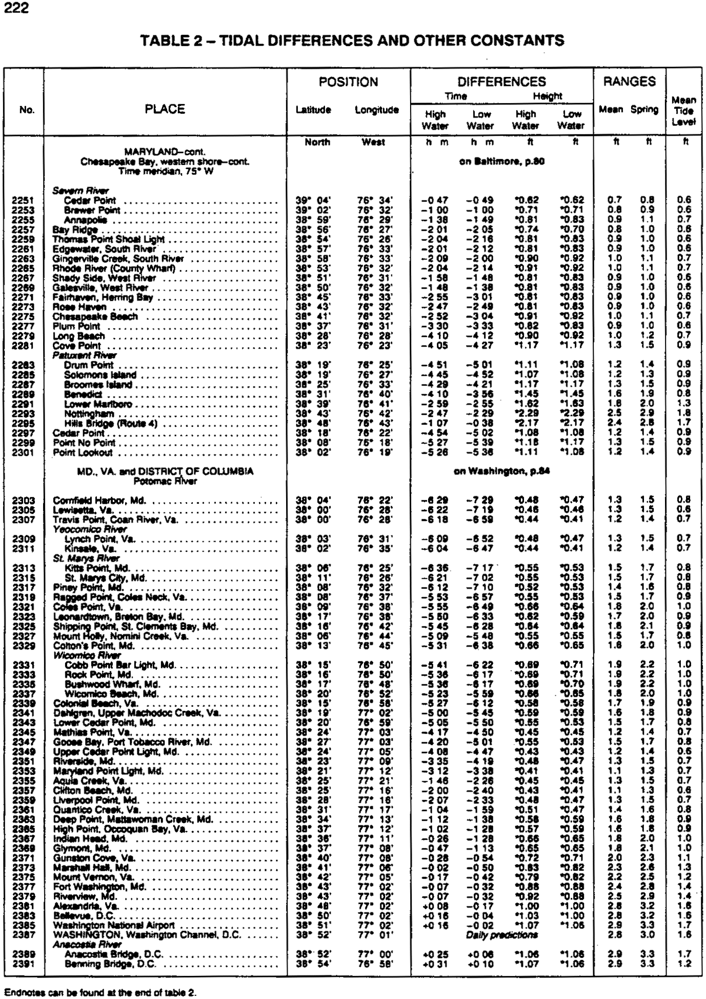 222
TABLE 2 – TIDAL DIFFERENCES AND OTHER CONSTANTS
No. PLACE POSITION DIFFERENCES RANGES Mean Tide Level
Time Height
Latitude Longitude High Water Low Water High Water Low Water Mean Spring
North West h m h m ft ft ft ft ft
MARYLAND–cont.
Chesapeake Bay, western shore–cont. on Baltimore, p.80
Time meridian, 75° W
Severn River
2251 Cedar Point 39° 04' 76° 34' –0 47 –0 49 *0.62 *0.62 0.7 0.8 0.6
2253 Brewer Point 39° 02' 76° 32' –1 00 –1 00 *0.71 *0.71 0.8 0.9 0.6
2255 Annapolis 38° 59' 76° 29' –1 38 –1 49 *0.81 *0.83 0.9 1.1 0.7
2257 Bay Ridge 38° 56' 76° 27' –2 01 –2 05 *0.74 *0.70 0.8 1.0 0.6
2259 Thomas Point Shoal Light 38° 54' 76° 26' –2 04 –2 16 *0.81 *0.83 0.9 1.0 0.6
2261 Edgewater, South River 38° 57' 76° 33' –2 01 –2 12 *0.81 *0.83 0.9 1.0 0.6
2263 Gingerville Creek, South River 38° 58' 76° 33' –2 09 –2 00 *0.90 *0.92 1.0 1.1 0.7
2265 Rhode River (County Wharf) 38° 53' 76° 32' –2 04 –2 14 *0.91 *0.92 1.0 1.1 0.7
2267 Shady Side, West River 38° 51' 76° 31' –1 58 –1 48 *0.81 *0.83 0.9 1.0 0.6
2269 Galesville, West River 38° 50' 76° 32' –1 48 –1 38 *0.81 *0.83 0.9 1.0 0.6
2271 Fairhaven, Herring Bay 38° 45' 76° 33' –2 55 –3 01 *0.81 *0.83 0.9 1.0 0.6
2273 Rose Haven 38° 43' 76° 32' –2 47 –2 49 *0.81 *0.83 0.9 1.0 0.6
2275 Chesapeake Beach 38° 41' 76° 32' –2 52 –3 04 *0.91 *0.92 1.0 1.1 0.7
2277 Plum Point 38° 37' 76° 31' –3 30 –3 33 *0.82 *0.83 0.9 1.0 0.6
2279 Long Beach 38° 28' 76° 28' –4 10 –4 12 *0.90 *0.92 1.0 1.2 0.7
2281 Cove Point 38° 23' 76° 23' –4 05 –4 27 *1.17 *1.17 1.3 1.5 0.9
Patuxent River
2283 Drum Point 38° 19' 76° 25' –4 51 –5 01 *1.11 *1.08 1.2 1.4 0.9
2285 Solomons Island 38° 19' 76° 27' –4 45 –4 52 *1.07 *1.08 1.2 1.3 0.9
2287 Broomes Island 38° 25' 76° 33' –4 29 –4 21 *1.17 *1.17 1.3 1.5 0.9
2289 Benedict 38° 31' 76° 40' –4 10 –3 56 *1.45 *1.45 1.6 1.9 0.8
2291 Lower Marlboro 38° 39' 76° 41' –2 59 –2 55 *1.62 *1.63 1.8 2.0 1.3
2293 Nottingham 38° 43' 76° 42' –2 47 –2 29 *2.29 *2.29 2.5 2.9 1.8
2295 Hills Bridge (Route 4) 38° 48' 76° 43' –1 07 –0 38 *2.17 *2.17 2.4 2.8 1.7
2297 Cedar Point 38° 18' 76° 22' –4 54 –5 02 *1.08 *1.08 1.2 1.4 0.9
2299 Point No Point 38° 08' 76° 18' –5 27 –5 39 *1.18 *1.17 1.3 1.5 0.9
2301 Point Lookout 38° 02' 76° 19' –5 26 –5 36 *1.11 *1.08 1.2 1.4 0.9
MD., VA. and DISTRICT OF COLUMBIA on Washington, p.84
Potomac River
2303 Cornfield Harbor, Md. 38° 04' 76° 22' –6 29 –7 29 *0.48 *0.47 1.3 1.5 0.8
2305 Lewisetta, Va. 38° 00' 76° 28' –6 22 –7 19 *0.46 *0.46 1.3 1.5 0.6
2307 Travis Point, Coan River, Va. 38° 00' 76° 28' –6 18 –6 59 *0.44 *0.41 1.2 1.4 0.7
Yeocomico River
2309 Lynch Point, Va. 38° 03' 76° 31' –6 09 –6 52 *0.48 *0.47 1.3 1.5 0.7
2311 Kinsale, Va. 38° 02' 76° 35' –6 04 –6 47 *0.44 *0.41 1.2 1.4 0.7
St. Marys River
2313 Kitts Point, Md. 38° 06' 76° 25' –6 36 –7 17 *0.55 *0.53 1.5 1.7 0.8
2315 St. Marys City, Md. 38° 11' 76° 26' –6 21 –7 02 *0.55 *0.53 1.5 1.7 0.8
2317 Piney Point, Md. 38° 08' 76° 32' –6 12 –7 10 *0.52 *0.53 1.4 1.6 0.8
2319 Ragged Point, Coles Neck, Va. 38° 08' 76° 37' –5 53 –6 57 *0.55 *0.53 1.5 1.7 0.9
2321 Coles Point, Va. 38° 09' 76° 38' –5 55 –6 49 *0.66 *0.64 1.8 2.0 1.0
2323 Leonardtown, Breton Bay, Md. 38° 17' 76° 38' –5 50 –6 33 *0.62 *0.59 1.7 2.0 0.9
2325 Shipping Point, St. Clements Bay, Md. 38° 16' 76° 42' –5 45 –6 28 *0.64 *0.64 1.8 2.1 0.9
2327 Mount Holly, Nomini Creek, Va. 38° 06' 76° 44' –5 09 –5 48 *0.55 *0.55 1.5 1.7 0.8
2329 Colton's Point, Md. 38° 13' 76° 45' –5 31 –6 38 *0.66 *0.65 1.8 2.0 1.0
Wicomico River
2331 Cobb Point Bar Light, Md. 38° 15' 76° 50' –5 41 –6 22 *0.69 *0.71 1.9 2.2 1.0
2333 Rock Point, Md. 38° 16' 76° 50' –5 36 –6 17 *0.69 *0.71 1.9 2.2 1.0
2335 Bushwood Wharf, Md. 38° 17' 76° 48' –5 36 –6 17 *0.69 *0.70 1.9 2.2 1.0
2337 Wicomico Beach, Md. 38° 20' 76° 52' –5 23 –5 59 *0.66 *0.65 1.8 2.0 1.0
2339 Colonial Beach, Va. 38° 15' 76° 58' –5 27 –6 12 *0.58 *0.58 1.7 1.9 0.9
2341 Dahlgren, Upper Machodoc Creek, Va. 38° 19' 77° 02' –5 00 –5 45 *0.59 *0.59 1.6 1.8 0.9
2343 Lower Cedar Point, Md. 38° 20' 76° 59' –5 05 –5 50 *0.55 *0.53 1.5 1.7 0.8
2345 Mathias Point, Va. 38° 24' 77° 03' –4 17 –4 50 *0.45 *0.45 1.2 1.4 0.7
2347 Goose Bay, Port Tobacco River, Md. 38° 27' 77° 03' –4 20 –5 01 *0.55 *0.53 1.5 1.7 0.8
2349 Upper Cedar Point Light, Md. 38° 24' 77° 05' –4 08 –4 47 *0.43 *0.43 1.2 1.4 0.6
2351 Riverside, Md. 38° 23' 77° 09' –3 35 –4 19 *0.48 *0.47 1.3 1.5 0.7
2353 Maryland Point Light, Md. 38° 21' 77° 12' –3 12 –3 38 *0.41 *0.41 1.1 1.3 0.7
2355 Aquia Creek, Va. 38° 25' 77° 21' –1 46 –2 26 *0.45 *0.45 1.3 1.5 0.7
2357 Clifton Beach, Md. 38° 25' 77° 16' –2 00 –2 40 *0.43 *0.41 1.1 1.3 0.6
2359 Liverpool Point, Md. 38° 28' 77° 16' –2 07 –2 33 *0.48 *0.47 1.3 1.5 0.7
2361 Quantico Creek, Va. 38° 31' 77° 17' –1 04 –1 59 *0.51 *0.47 1.4 1.6 0.8
2363 Deep Point, Mattawoman Creek, Md. 38° 34' 77° 13' –1 12 –1 38 *0.58 *0.59 1.6 1.8 0.9
2365 High Point, Occoquan Bay, Va. 38° 37' 77° 12' –1 02 –1 28 *0.57 *0.59 1.6 1.8 0.9
2367 Indian Head, Md. 38° 36' 77° 11' –0 26 –1 28 *0.66 *0.65 1.8 2.0 1.0
2369 Glymont, Md. 38° 37' 77° 08' –0 47 –1 13 *0.65 *0.65 1.8 2.1 1.0
2371 Gunston Cove, Va. 38° 40' 77° 08' –0 28 –0 54 *0.72 *0.71 2.0 2.3 1.1
2373 Marshall Hall, Md. 38° 41' 77° 06' –0 02 –0 50 *0.83 *0.82 2.3 2.6 1.3
2375 Mount Vernon, Va. 38° 42' 77° 05' –0 17 –0 42 *0.79 *0.82 2.2 2.5 1.2
2377 Fort Washington, Md. 38° 43' 77° 02' –0 07 –0 32 *0.88 *0.88 2.4 2.8 1.4
2379 Riverview, Md. 38° 43' 77° 02' –0 07 –0 32 *0.92 *0.88 2.5 2.9 1.4
2381 Alexandria, Va. 38° 48' 77° 02' +0 08 –0 17 *1.00 *1.00 2.8 3.2 1.6
2383 Bellevue, D.C. 38° 50' 77° 02' +0 16 –0 04 *1.03 *1.00 2.8 3.2 1.6
2385 Washington National Airport 38° 51' 77° 02' +0 16 –0 02 *1.07 *1.06 2.9 3.3 1.7
2387 WASHINGTON, Washington Channel, D.C. 38° 52' 77° 01' Daily predictions 2.8 3.0 1.6
Anacostia River
2389 Anacostia Bridge, D.C. 38° 52' 77° 00' +0 25 +0 06 *1.06 *1.06 2.9 3.3 1.7
2391 Benning Bridge, D.C. 38° 54' 76° 58' +0 31 +0 10 *1.07 *1.06 2.9 3.3 1.2
Endnotes can be found at the end of table 2.